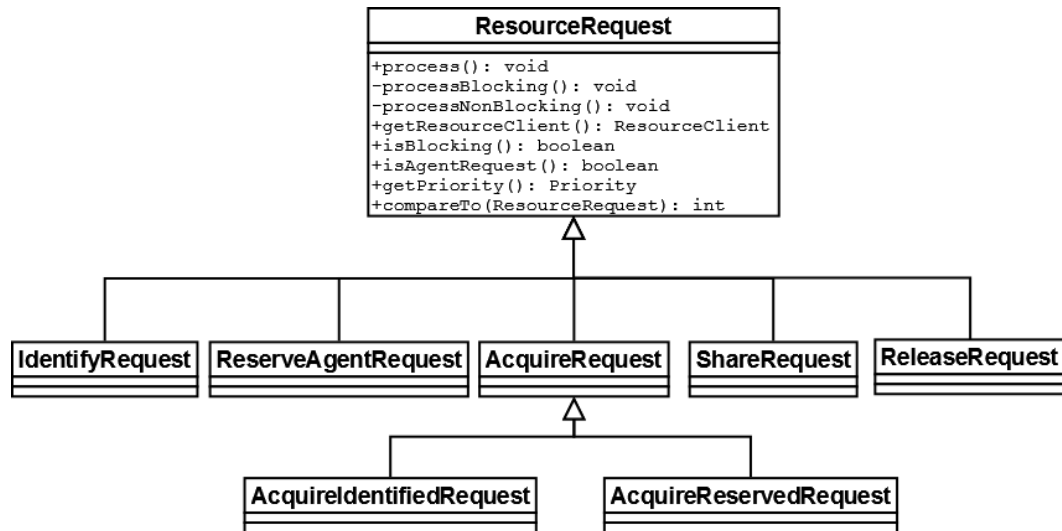 ResourceRequest
+process(): void
-processBlocking(): void
-processNonBlocking(): void
+getResourceClient(): ResourceClient
+isBlocking(): boolean
+isAgentRequest(): boolean
+getPriority(): Priority
+compareTo(ResourceRequest): int
IdentifyRequest
ReserveAgentRequest
AcquireRequest
ShareRequest
ReleaseRequest
AcquireIdentifiedRequest
AcquireReservedRequest